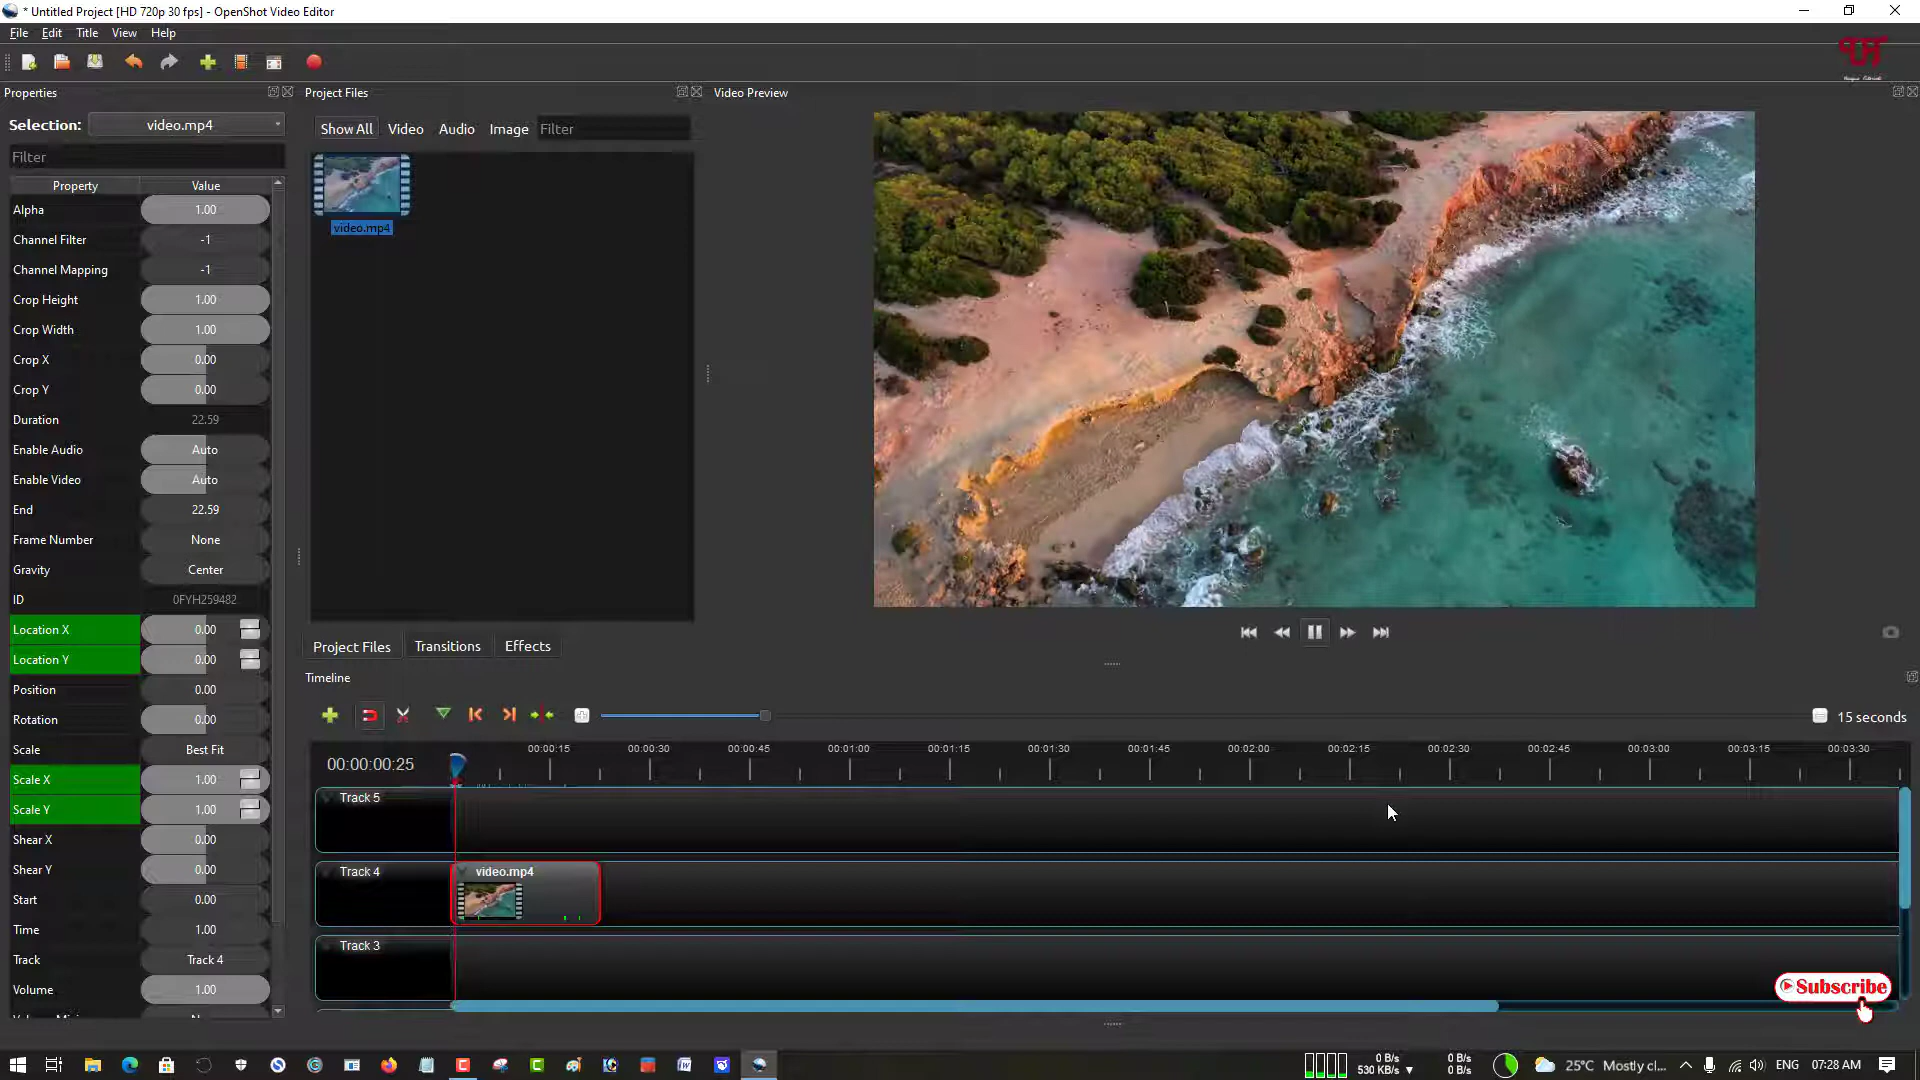 * Untitled Project [HD 720p 30 fps] - OpenShot Video Editor
File Edit Title View Help
Properties
Project Files
Video Preview
Selection: video.mp4
Show All Video Audio Image Filter
Filter
video.mp4
Property Value
Alpha 1.00
Channel Filter -1
Channel Mapping -1
Crop Height 1.00
Crop Width 1.00
Crop X 0.00
Crop Y 0.00
Duration 22.59
Enable Audio Auto
Enable Video Auto
End 22.59
Frame Number None
Gravity Center
ID 0FYH259482
Location X 0.00
Location Y 0.00
Position 0.00
Rotation 0.00
Scale Best Fit
Scale X 1.00
Scale Y 1.00
Shear X 0.00
Shear Y 0.00
Start 0.00
Time 1.00
Track Track 4
Volume 1.00
Project Files Transitions Effects
Timeline
15 seconds
00:00:00:25
00:00:15 00:00:30 00:00:45 00:01:00 00:01:15 00:01:30 00:01:45 00:02:00 00:02:15 00:02:30 00:02:45 00:03:00 00:03:15 00:03:30
Track 5
Track 4
video.mp4
Track 3
Subscribe
0 B/s
530 KB/s
0 B/s
0 B/s
25°C Mostly cl...
ENG
07:28 AM